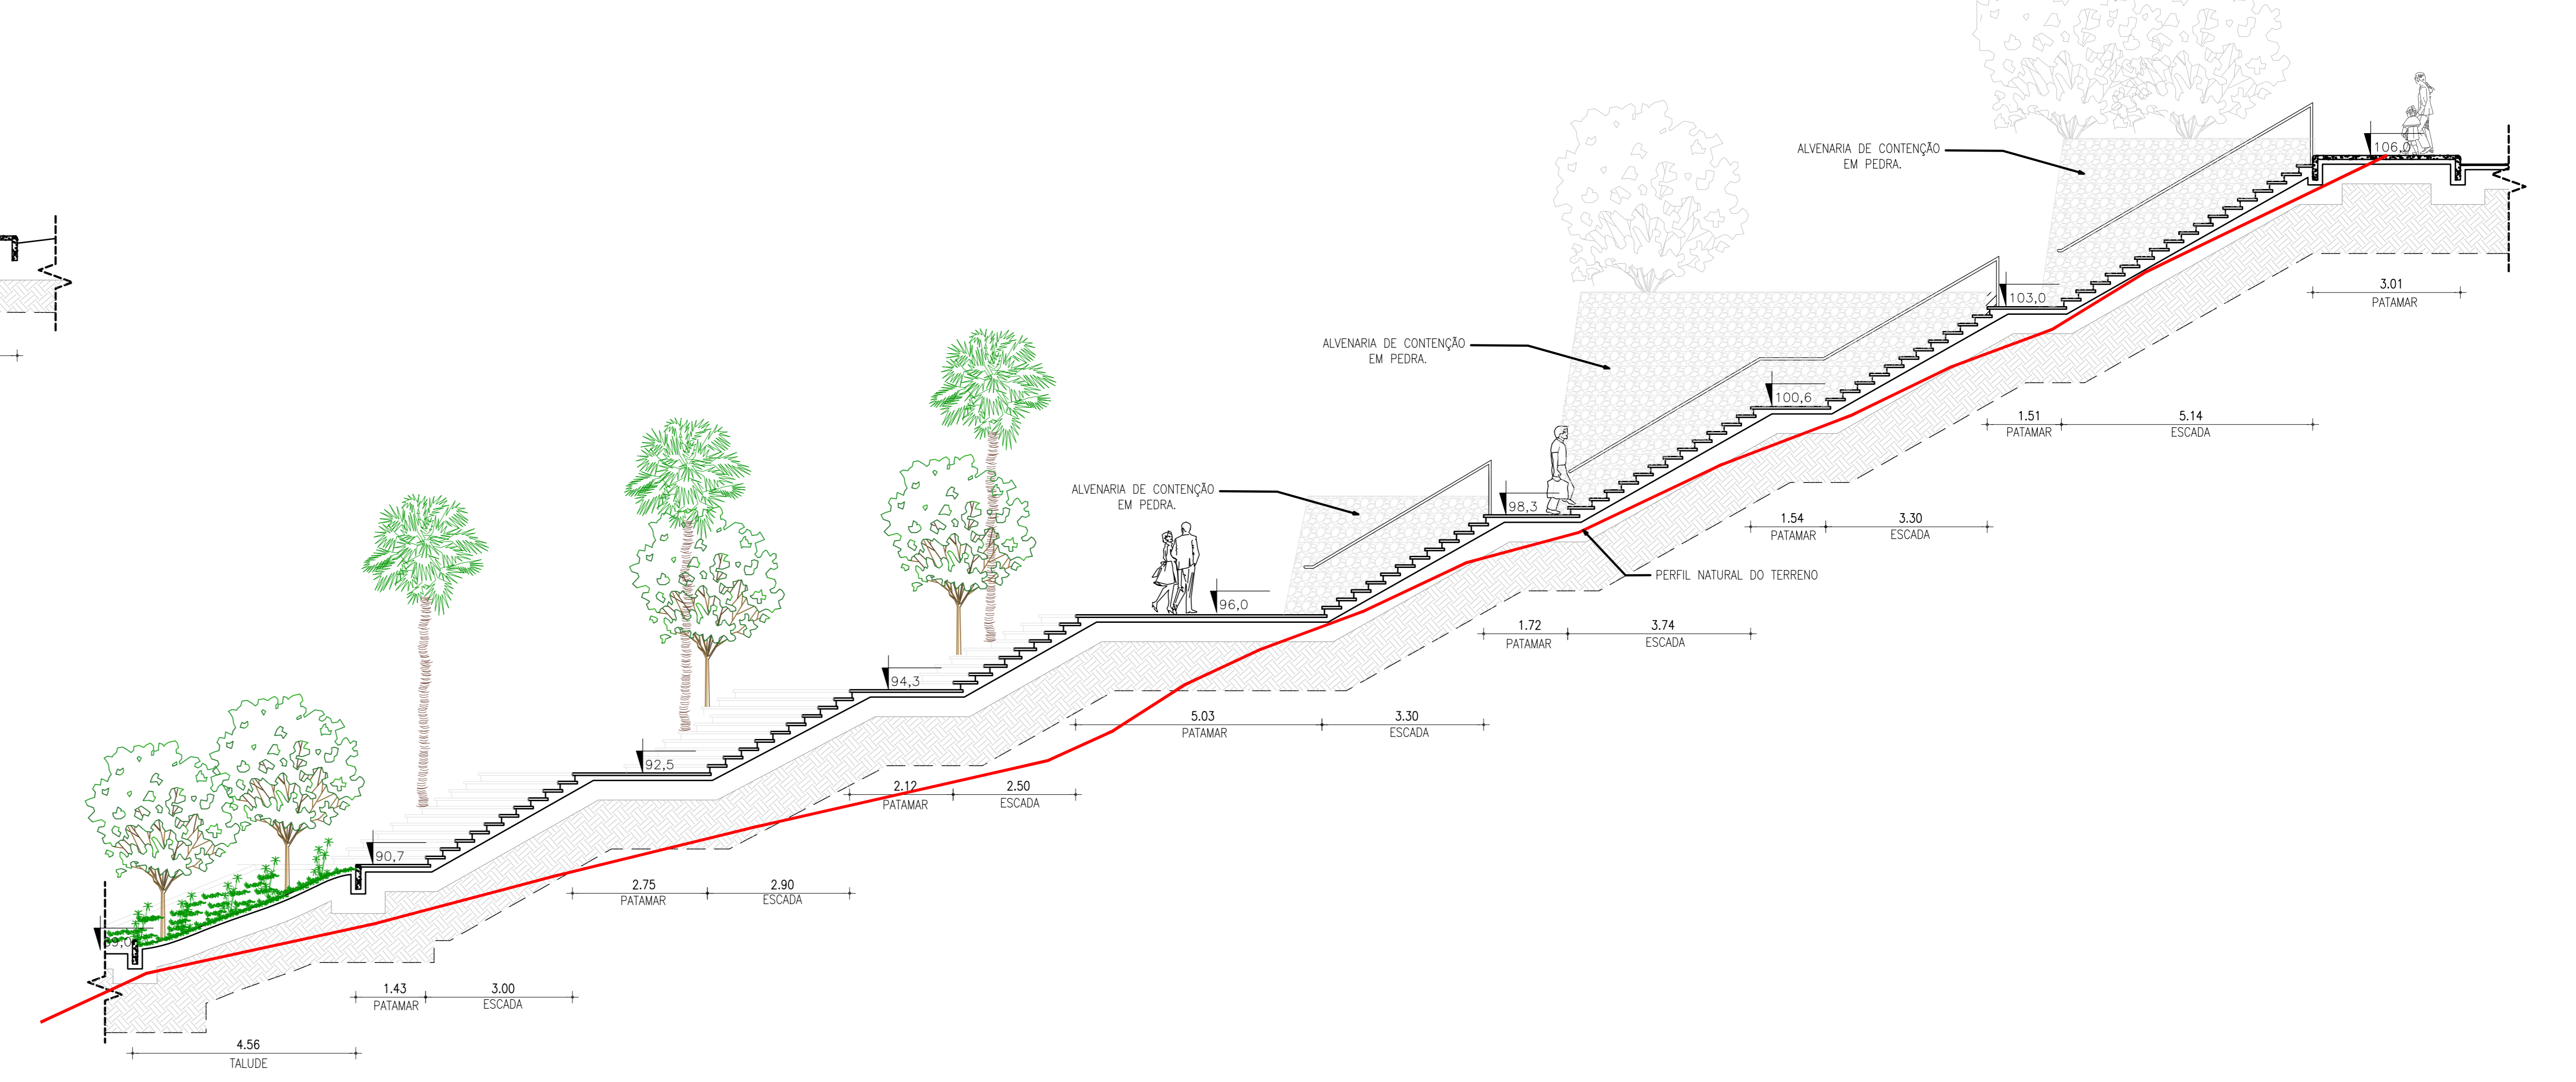 ALVENARIA DE CONTENÇÃO
EM PEDRA.
106,0
3.01
PATAMAR
103,0
1.51
PATAMAR
5.14
ESCADA
ALVENARIA DE CONTENÇÃO
EM PEDRA.
100,6
1.54
PATAMAR
3.30
ESCADA
ALVENARIA DE CONTENÇÃO
EM PEDRA.
98,3
PERFIL NATURAL DO TERRENO
1.72
PATAMAR
3.74
ESCADA
96,0
5.03
PATAMAR
3.30
ESCADA
94,3
2.12
PATAMAR
2.50
ESCADA
92,5
2.75
PATAMAR
2.90
ESCADA
90,7
1.43
PATAMAR
3.00
ESCADA
4.56
TALUDE